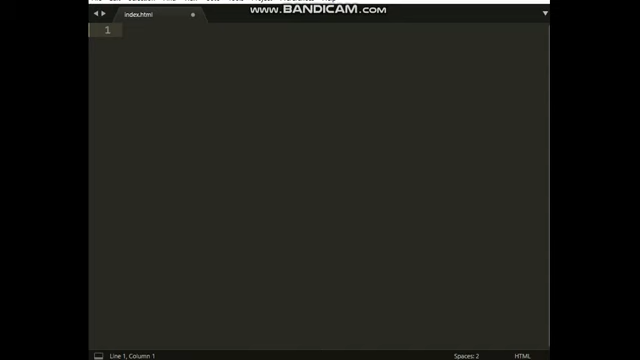 www.BANDICAM.com
index.html
1
Line 1, Column 1
Spaces: 2
HTML